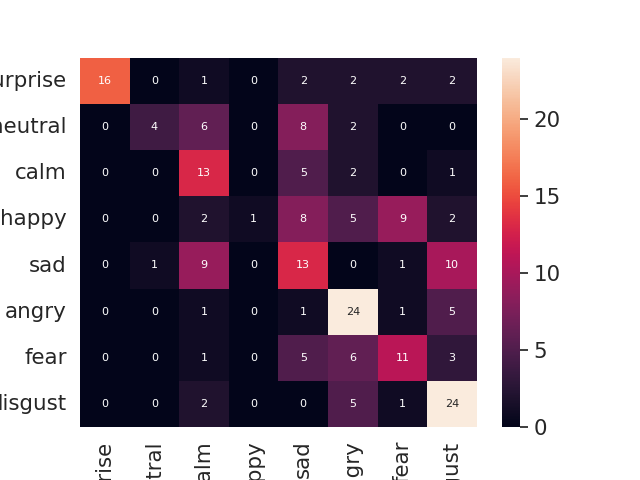 urprise 16 0 1 0 2 2 2 2
neutral 0 4 6 0 8 2 0 0
calm 0 0 13 0 5 2 0 1
happy 0 0 2 1 8 5 9 2
sad 0 1 9 0 13 0 1 10
angry 0 0 1 0 1 24 1 5
fear 0 0 1 0 5 6 11 3
disgust 0 0 2 0 0 5 1 24
rise tral alm ppy sad gry fear gust
20
15
10
5
0